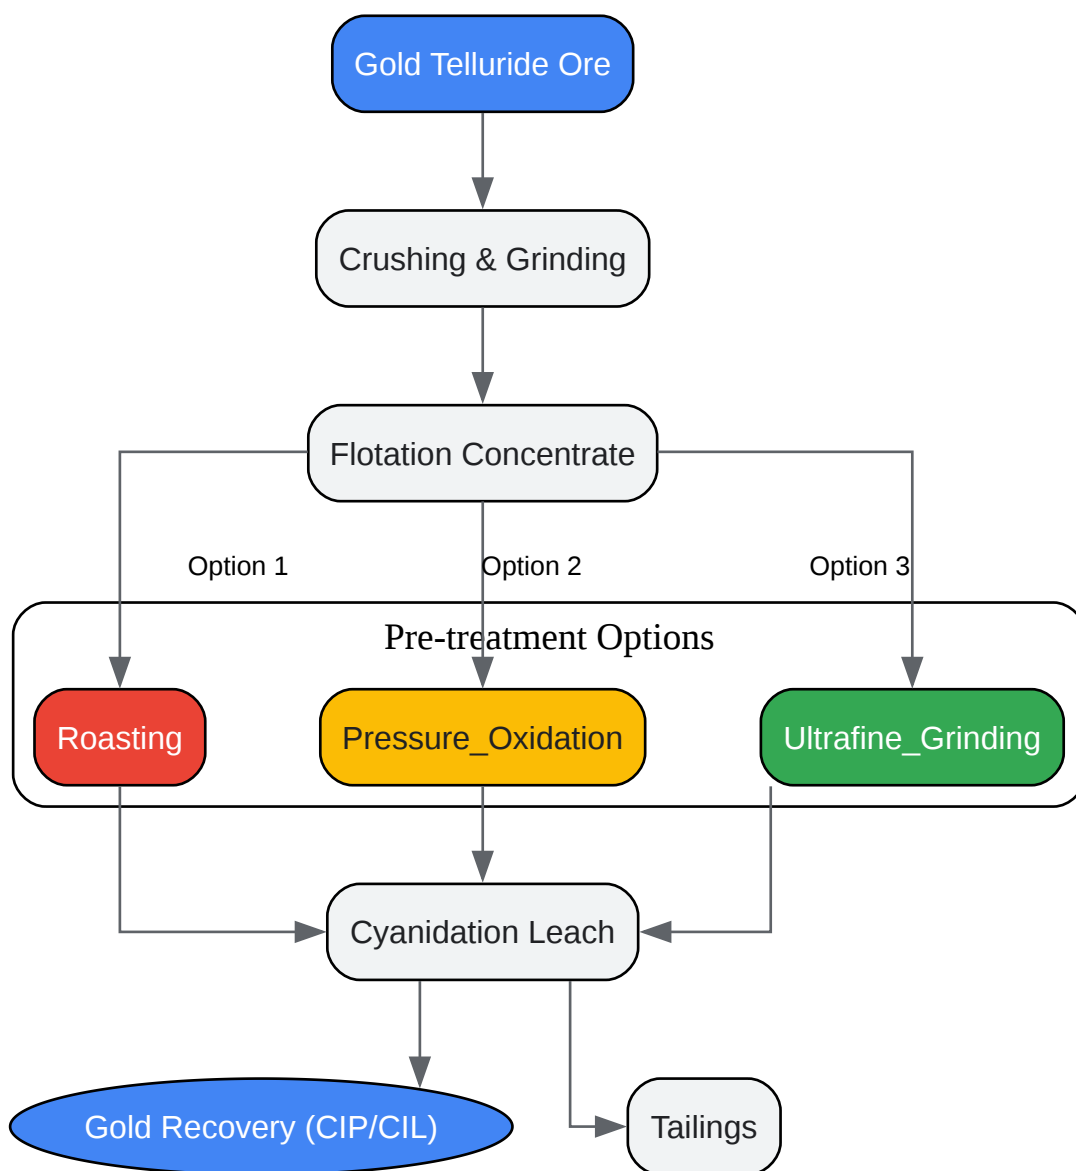 Gold Telluride Ore
Crushing & Grinding
Flotation Concentrate
Option 1
Option 2
Option 3
Pre-treatment Options
Roasting
Pressure_Oxidation
Ultrafine_Grinding
Cyanidation Leach
Gold Recovery (CIP/CIL)
Tailings